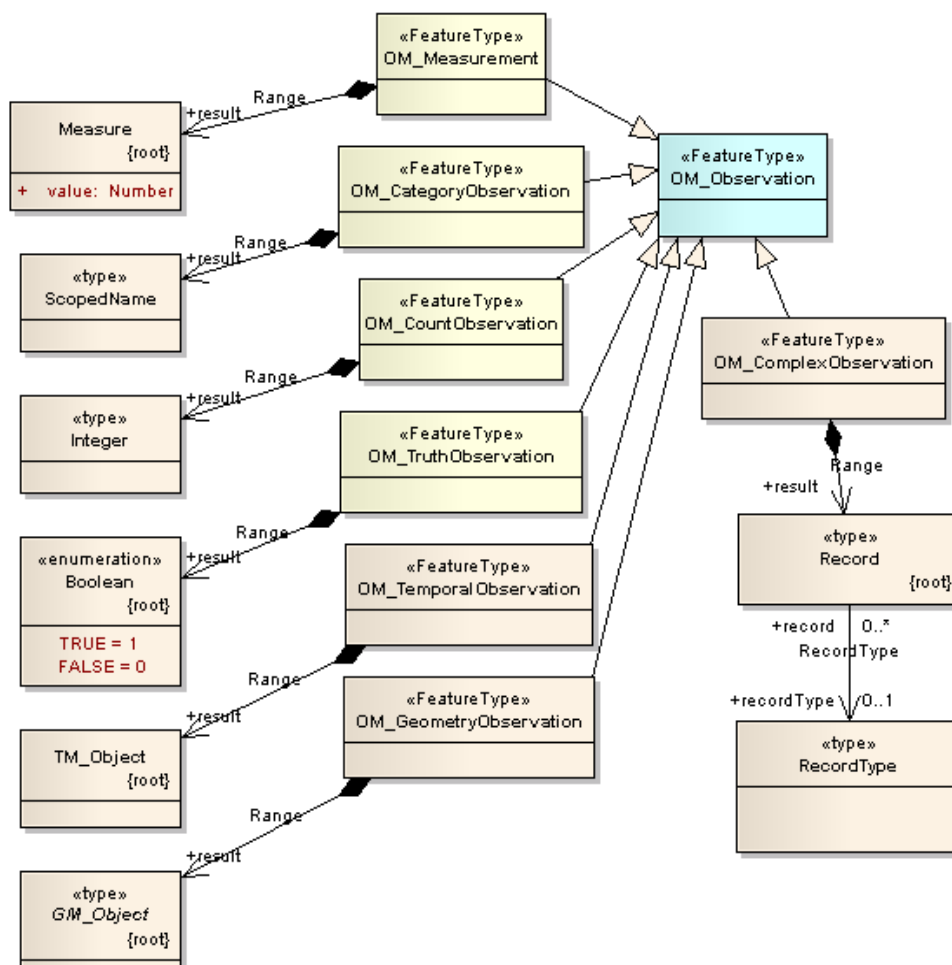 «FeatureType»
OM_Measurement
Range
+result
Measure
{root}
+ value: Number
«FeatureType»
OM_Observation
«FeatureType»
OM_CategoryObservation
Range
+result
«type»
ScopedName
«FeatureType»
OM_CountObservation
Range
+result
«type»
Integer
«FeatureType»
OM_ComplexObservation
Range
+result
«FeatureType»
OM_TruthObservation
Range
+result
«enumeration»
Boolean
{root}
TRUE = 1
FALSE = 0
«type»
Record
{root}
+record 0..*
RecordType
+recordType 0..1
«type»
RecordType
«FeatureType»
OM_TemporalObservation
Range
+result
TM_Object
{root}
«FeatureType»
OM_GeometryObservation
Range
+result
«type»
GM_Object
{root}